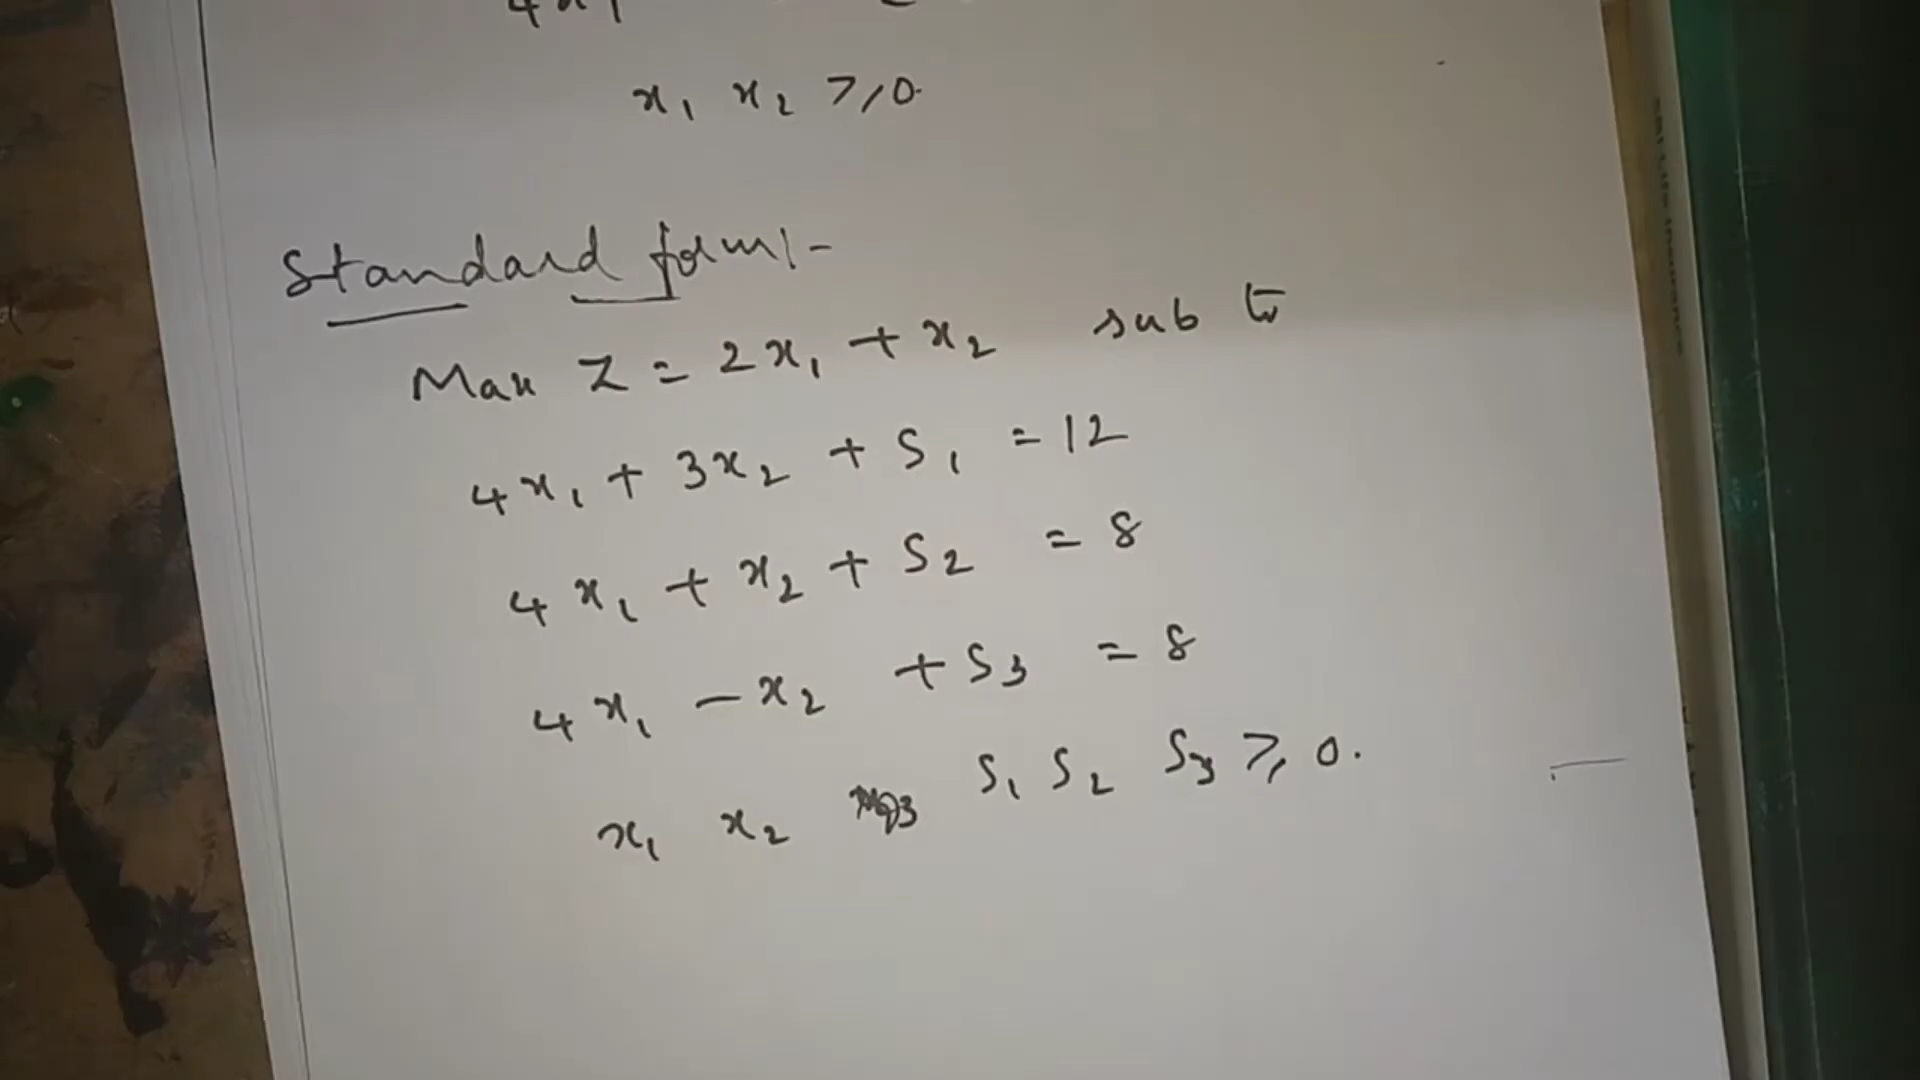 4x1
x1 x2 ≥0.
Standard form:-
Max Z = 2x1 + x2 sub to
4x1 + 3x2 + S1 = 12
4x1 + x2 + S2 = 8
4x1 - x2 + S3 = 8
x1 x2 S1 S2 S3 ≥ 0.